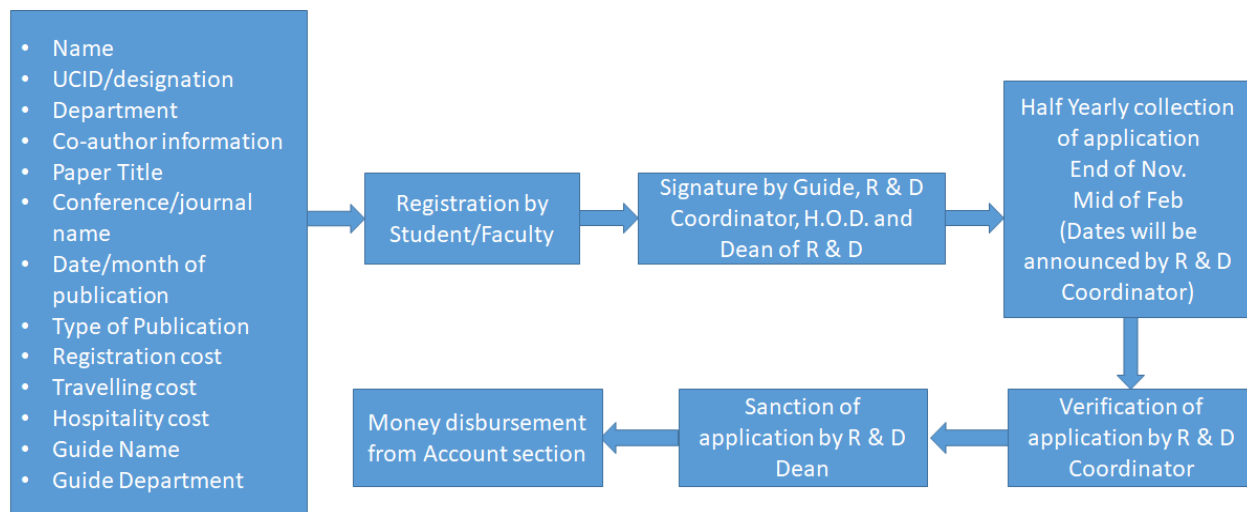 • Name
• UCID/designation
• Department
• Co-author information
• Paper Title
• Conference/journal
name
• Date/month of
publication
• Type of Publication
• Registration cost
• Travelling cost
• Hospitality cost
• Guide Name
• Guide Department
Registration by
Student/Faculty
Signature by Guide, R & D
Coordinator, H.O.D. and
Dean of R & D
Half Yearly collection
of application
End of Nov.
Mid of Feb
(Dates will be
announced by R & D
Coordinator)
Verification of
application by R & D
Coordinator
Sanction of
application by R & D
Dean
Money disbursement
from Account section